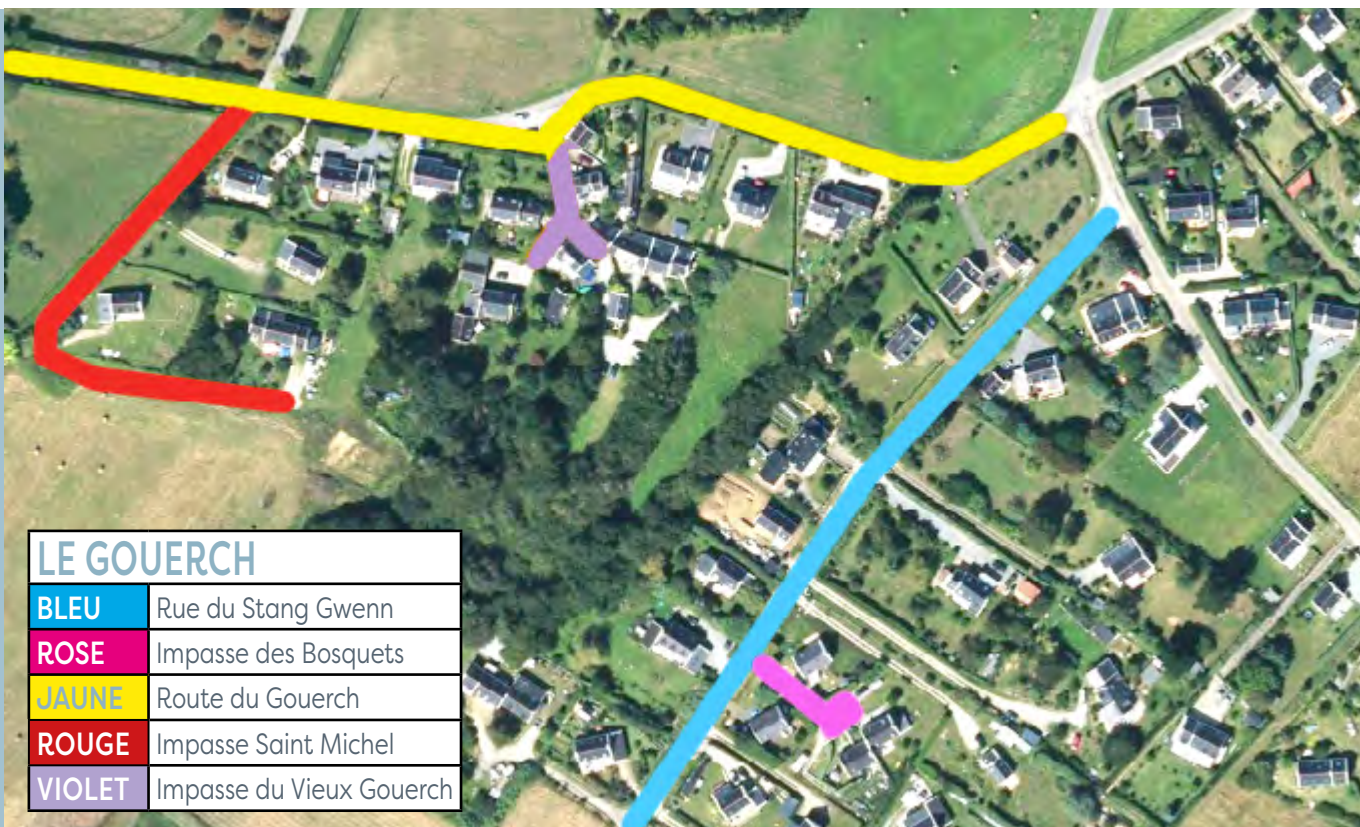 LE GOUERCH
BLEU Rue du Stang Gwenn
ROSE Impasse des Bosquets
JAUNE Route du Gouerch
ROUGE Impasse Saint Michel
VIOLET Impasse du Vieux Gouerch